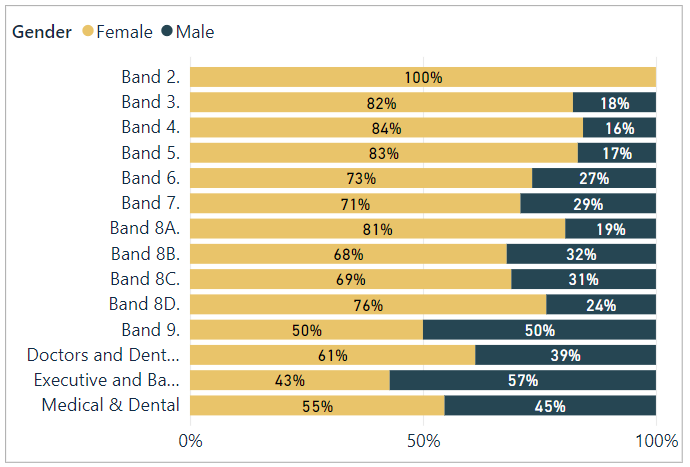 Gender Female Male
Band 2. 100%
Band 3. 82% 18%
Band 4. 84% 16%
Band 5. 83% 17%
Band 6. 73% 27%
Band 7. 71% 29%
Band 8A. 81% 19%
Band 8B. 68% 32%
Band 8C. 69% 31%
Band 8D. 76% 24%
Band 9. 50% 50%
Doctors and Dent... 61% 39%
Executive and Ba... 43% 57%
Medical & Dental 55% 45%
0% 50% 100%